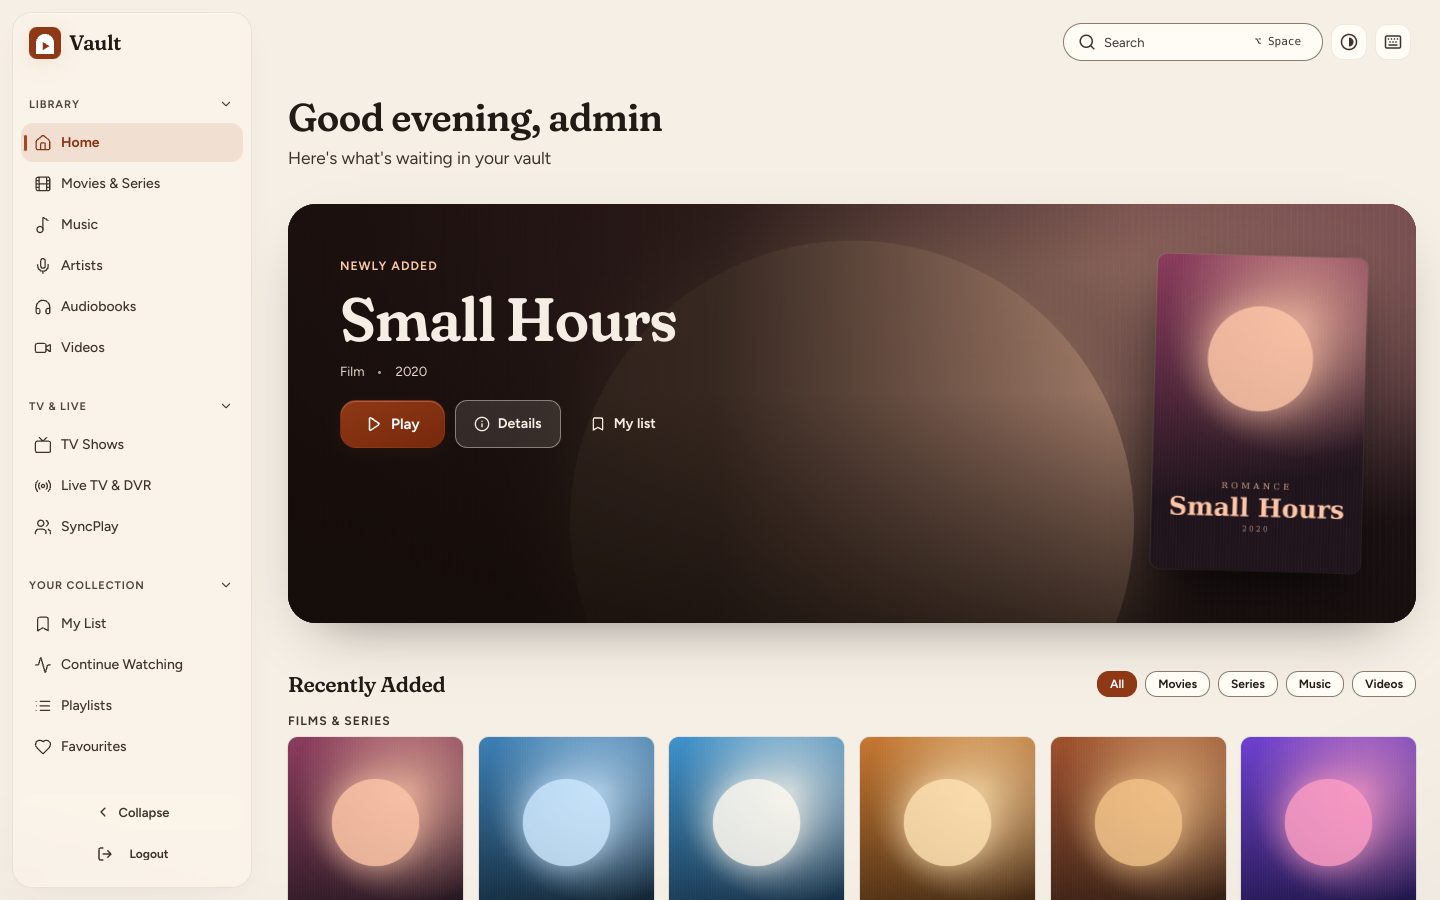 Vault
Search
⌥ Space
LIBRARY
Home
Movies & Series
Music
Artists
Audiobooks
Videos
TV & LIVE
TV Shows
Live TV & DVR
SyncPlay
YOUR COLLECTION
My List
Continue Watching
Playlists
Favourites
Collapse
Logout
Good evening, admin
Here's what's waiting in your vault
NEWLY ADDED
Small Hours
Film • 2020
Play
Details
My list
ROMANCE
Small Hours
2020
Recently Added
All
Movies
Series
Music
Videos
FILMS & SERIES